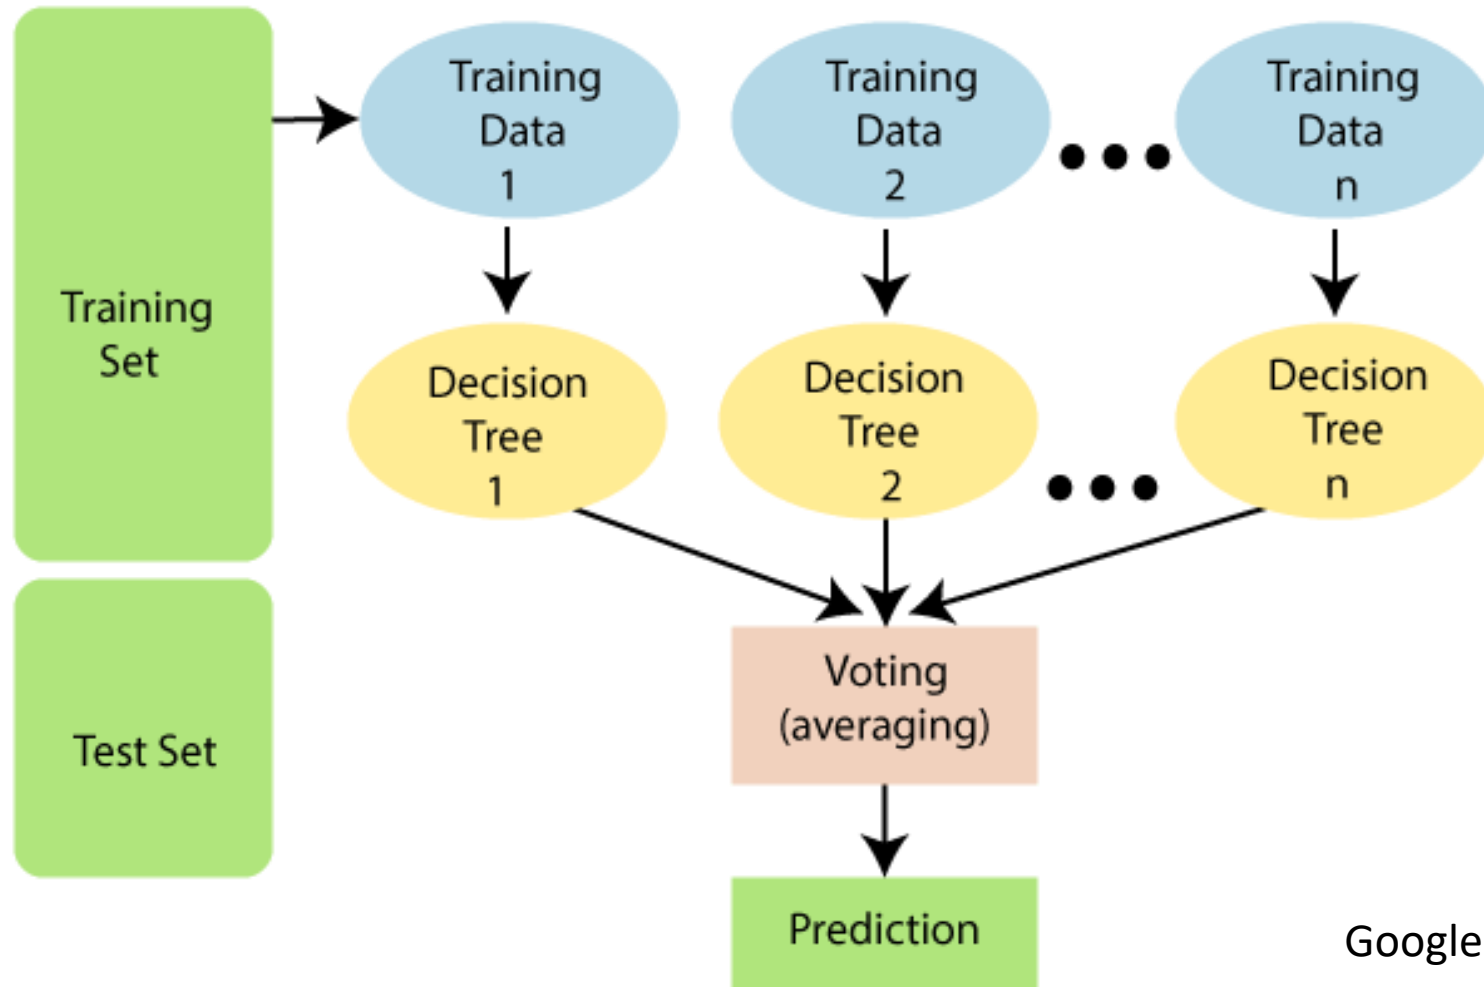 Training
Data
1
Training
Data
2
Training
Data
n
Training
Set
Decision
Tree
1
Decision
Tree
2
Decision
Tree
n
Voting
(averaging)
Test Set
Prediction
Google